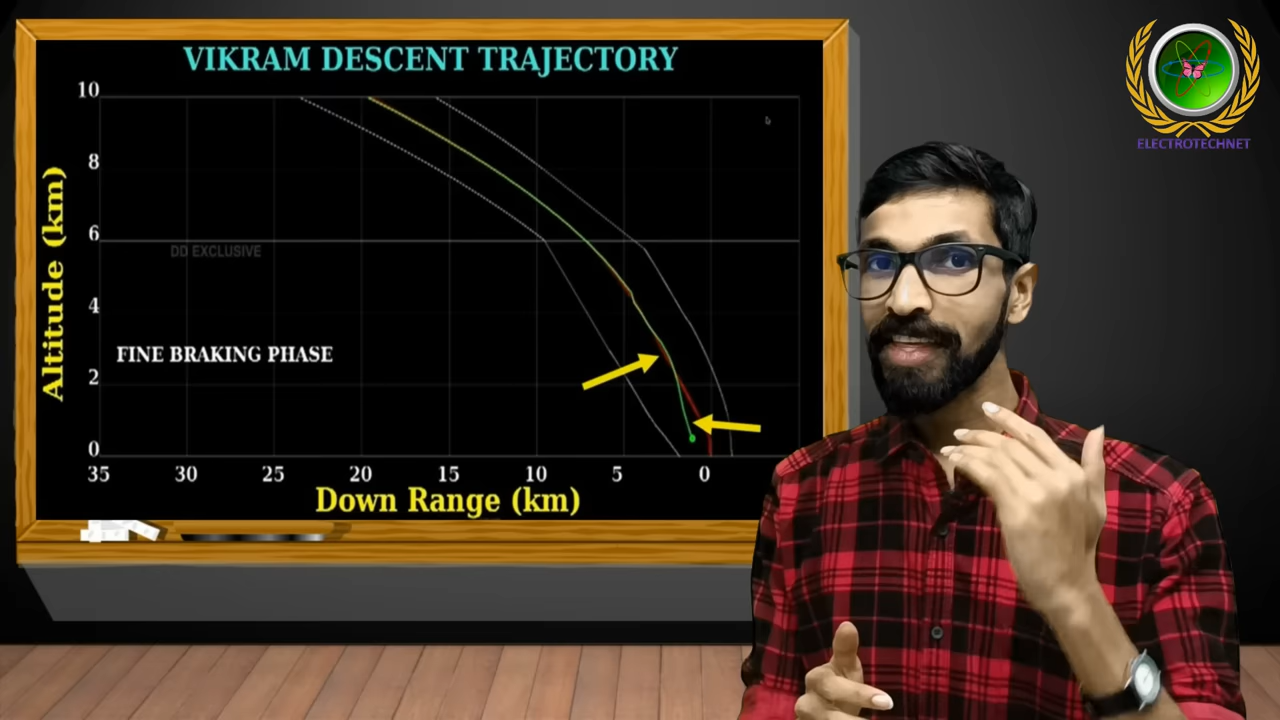 VIKRAM DESCENT TRAJECTORY
10
8
6
4
2
0
Altitude (km)
DD EXCLUSIVE
FINE BRAKING PHASE
35 30 25 20 15 10 5 0
Down Range (km)
ELECTROTECHNET